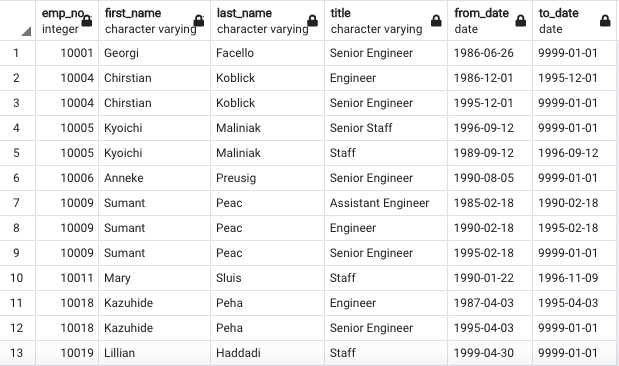 emp_no first_name last_name title from_date to_date
integer character varying character varying character varying date date
1 10001 Georgi Facello Senior Engineer 1986-06-26 9999-01-01
2 10004 Chirstian Koblick Engineer 1986-12-01 1995-12-01
3 10004 Chirstian Koblick Senior Engineer 1995-12-01 9999-01-01
4 10005 Kyoichi Maliniak Senior Staff 1996-09-12 9999-01-01
5 10005 Kyoichi Maliniak Staff 1989-09-12 1996-09-12
6 10006 Anneke Preusig Senior Engineer 1990-08-05 9999-01-01
7 10009 Sumant Peac Assistant Engineer 1985-02-18 1990-02-18
8 10009 Sumant Peac Engineer 1990-02-18 1995-02-18
9 10009 Sumant Peac Senior Engineer 1995-02-18 9999-01-01
10 10011 Mary Sluis Staff 1990-01-22 1996-11-09
11 10018 Kazuhide Peha Engineer 1987-04-03 1995-04-03
12 10018 Kazuhide Peha Senior Engineer 1995-04-03 9999-01-01
13 10019 Lillian Haddadi Staff 1999-04-30 9999-01-01